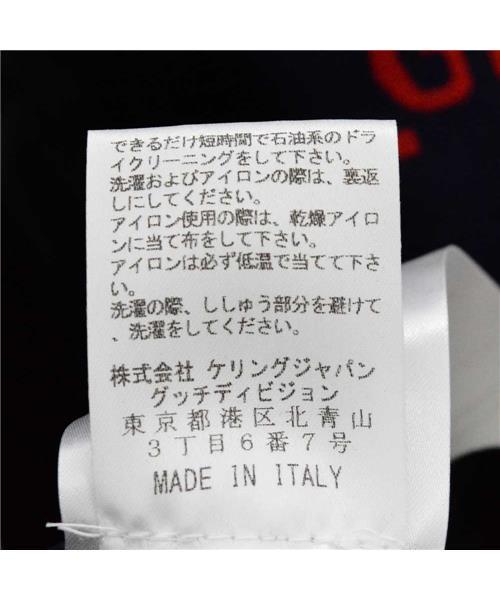 G
できるだけ短時間で石油系のドラ
イクリーニングをして下さい。
洗濯およびアイロンの際は、裏返
しにしてください。
アイロン使用の際は、乾燥アイロ
ンに当て布をして下さい。
アイロンは必ず低温で当てて下さ
い。
洗濯の際、ししゅう部分を避けて
、洗濯をしてください。
株式会社 ケリングジャパン
グッチディビジョン
東京都港区北青山
3丁目6番7号
MADE IN ITALY